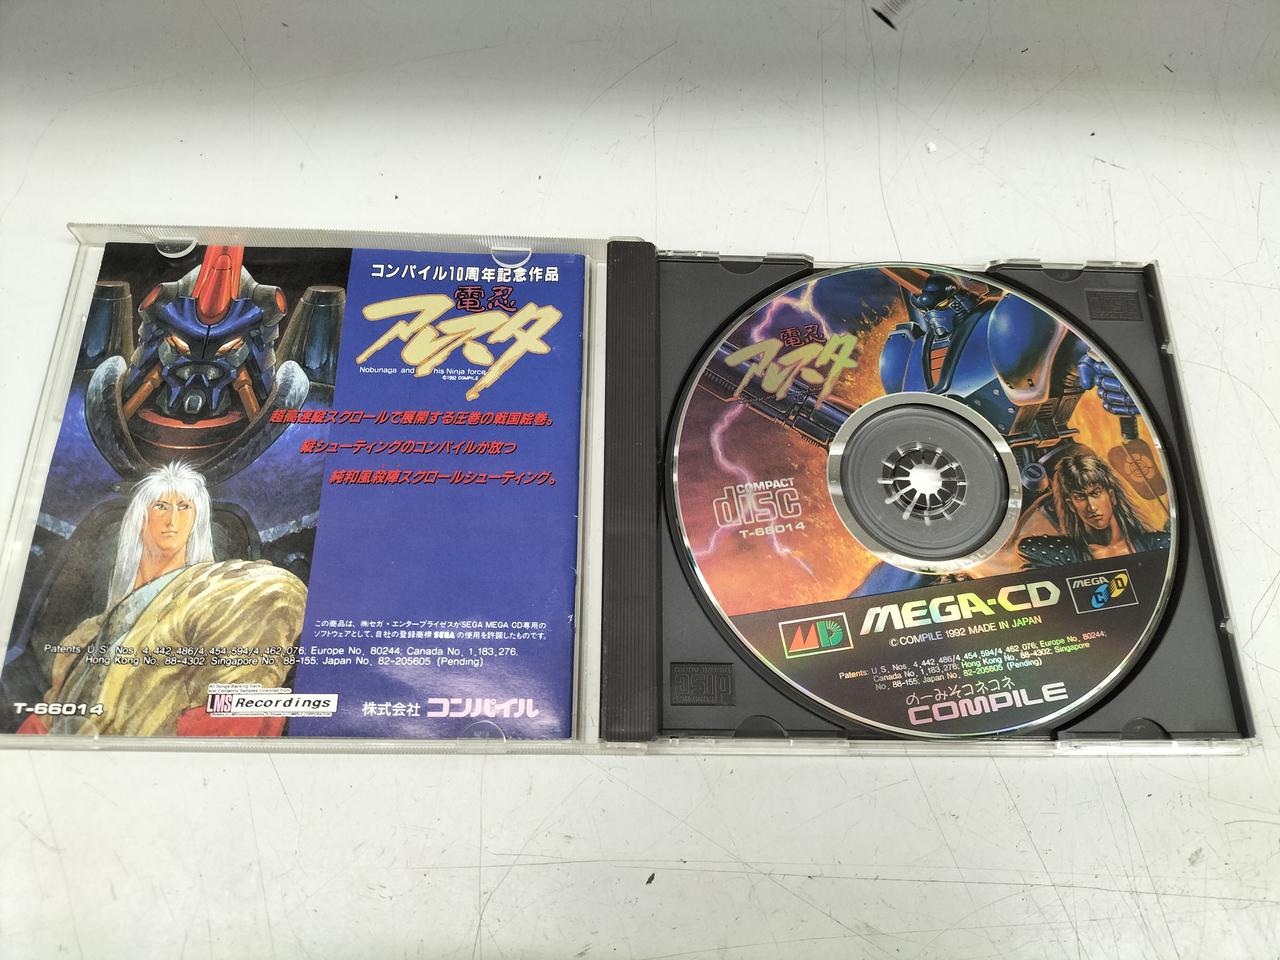 コンパイル10周年記念作品
電忍
アレスタ
Nobunaga and his Ninja force
©1992 COMPILE
超高速縦スクロールで展開する圧巻の戦国絵巻。
縦シューティングのコンパイルが放つ
純和風殺陣スクロールシューティング。
この商品は、㈱セガ・エンタープライゼスがSEGA MEGA CD専用の
ソフトウェアとして、自社の登録商標 SEGA の使用を許諾したものです。
Patents: U.S. Nos. 4,442,486/4,454,594/4,462,076; Europe No. 80244; Canada No. 1,183,276;
Hong Kong No. 88-4302; Singapore No. 88-155; Japan No. 82-205605 (Pending)
T-66014
LMS Recordings
株式会社 コンパイル
電忍
アレスタ
COMPACT
disc
T-66014
MD
MEGA-CD
MEGA
CD
© COMPILE 1992 MADE IN JAPAN
Patents: U.S. Nos. 4,442,486/4,454,594/4,462,076; Europe No. 80244;
Canada No. 1,183,276; Hong Kong No. 88-4302; Singapore
No. 88-155; Japan No. 82-205605 (Pending)
のーみそコネコネ
COMPILE